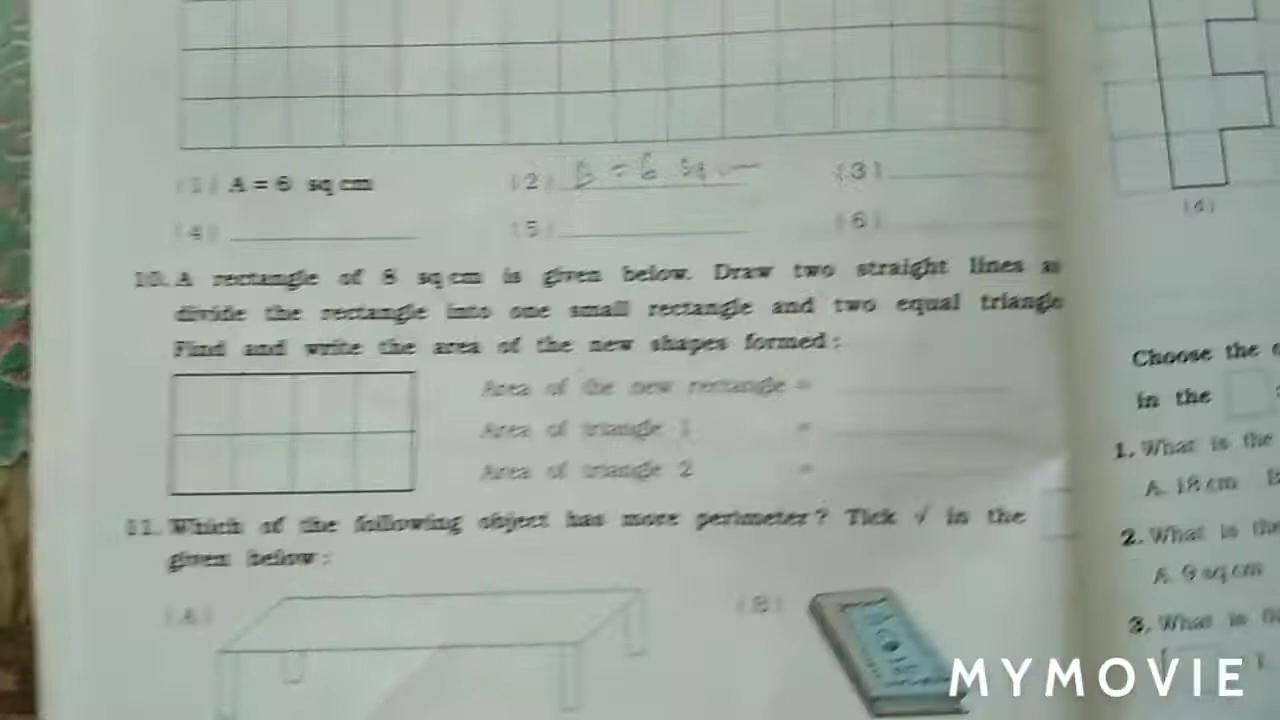 (1) A = 6 sq cm (2) A = 6 sq (3)
(4) (5) (6)
10. A rectangle of 8 sq cm is given below. Draw two straight lines
divide the rectangle into one small rectangle and two equal triangle
Find and write the area of the new shapes formed :
Area of the new rectangle =
Area of triangle 1 =
Area of triangle 2 =
11. Which of the following object has more perimeter? Tick √ in the
given below :
(A) (B)
(4)
Choose the
in the
1. What is the
A. 18 cm
2. What is the
A. 9 sq cm
3. What is
MYMOVIE